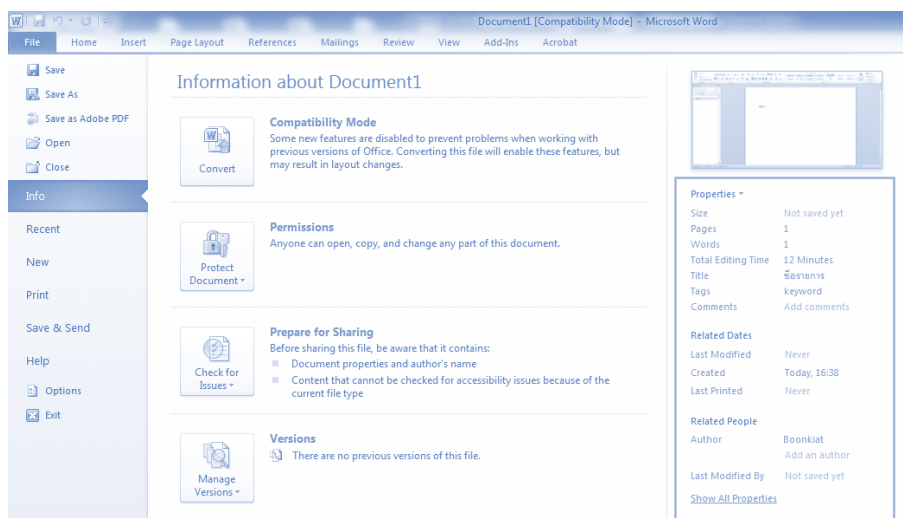 Document1 [Compatibility Mode] - Microsoft Word
File Home Insert Page Layout References Mailings Review View Add-Ins Acrobat
Save
Save As
Save as Adobe PDF
Open
Close
Info
Recent
New
Print
Save & Send
Help
Options
Exit
Information about Document1
Convert
Compatibility Mode
Some new features are disabled to prevent problems when working with
previous versions of Office. Converting this file will enable these features, but
may result in layout changes.
Protect
Document
Permissions
Anyone can open, copy, and change any part of this document.
Check for
Issues
Prepare for Sharing
Before sharing this file, be aware that it contains:
Document properties and author's name
Content that cannot be checked for accessibility issues because of the
current file type
Manage
Versions
Versions
There are no previous versions of this file.
Properties
Size Not saved yet
Pages 1
Words 1
Total Editing Time 12 Minutes
Title ชื่อรายการ
Tags keyword
Comments Add comments
Related Dates
Last Modified Never
Created Today, 16:38
Last Printed Never
Related People
Author Boonkiat
Add an author
Last Modified By Not saved yet
Show All Properties